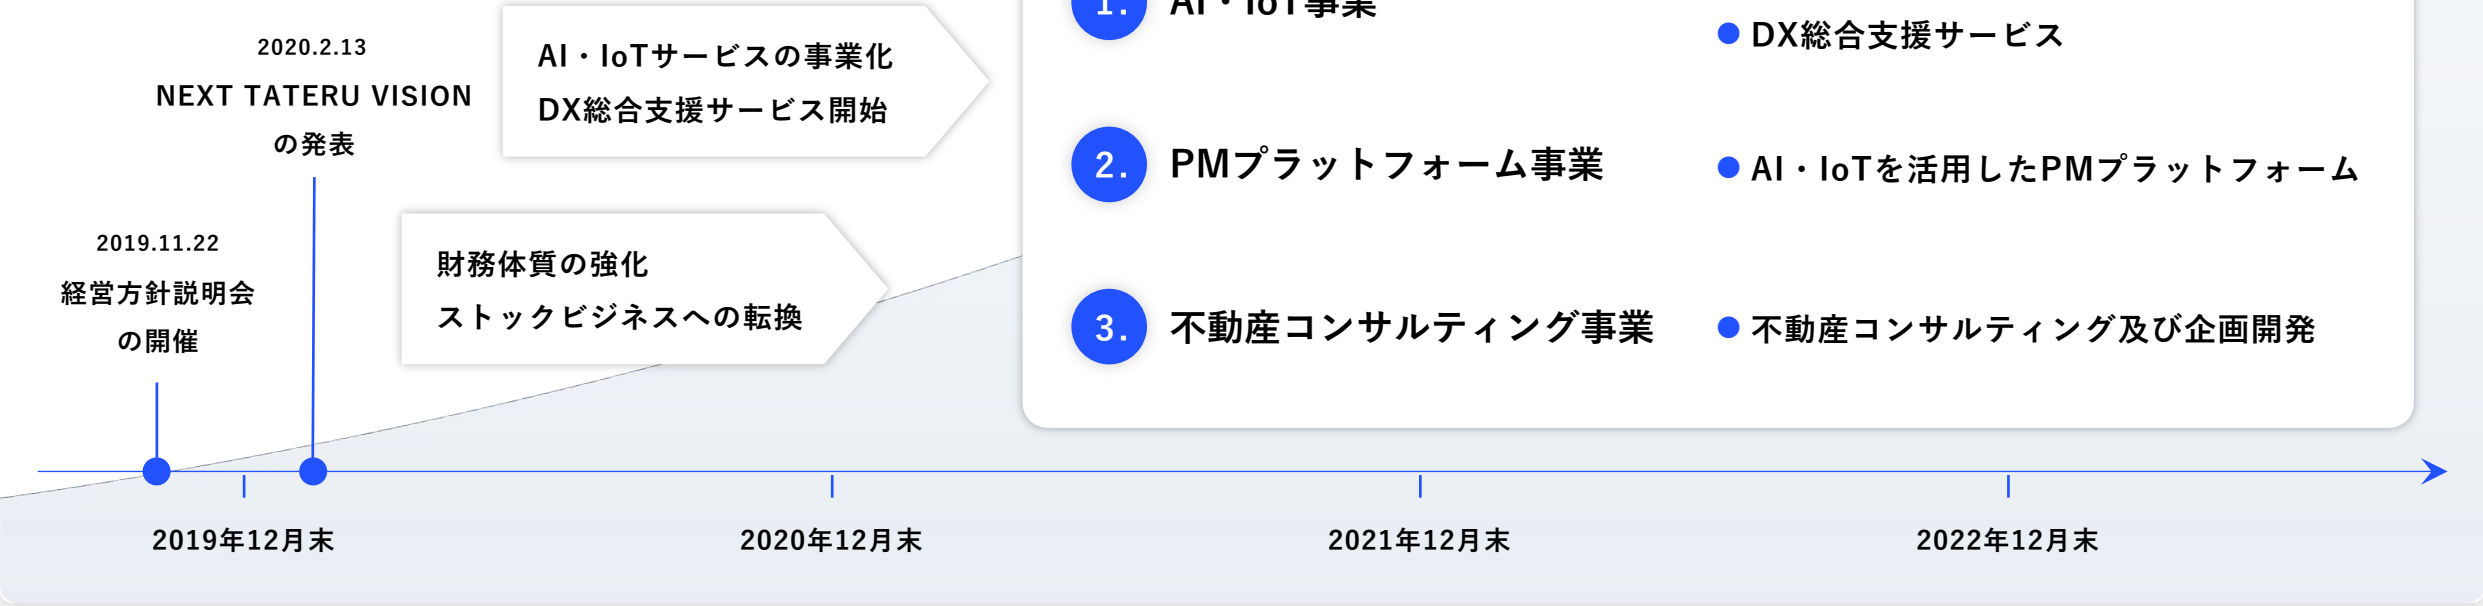 2020.2.13
NEXT TATERU VISION
の発表
2019.11.22
経営方針説明会
の開催
AI・IoTサービスの事業化
DX総合支援サービス開始
財務体質の強化
ストックビジネスへの転換
1. AI・IoT事業
DX総合支援サービス
2. PMプラットフォーム事業
AI・IoTを活用したPMプラットフォーム
3. 不動産コンサルティング事業
不動産コンサルティング及び企画開発
2019年12月末
2020年12月末
2021年12月末
2022年12月末